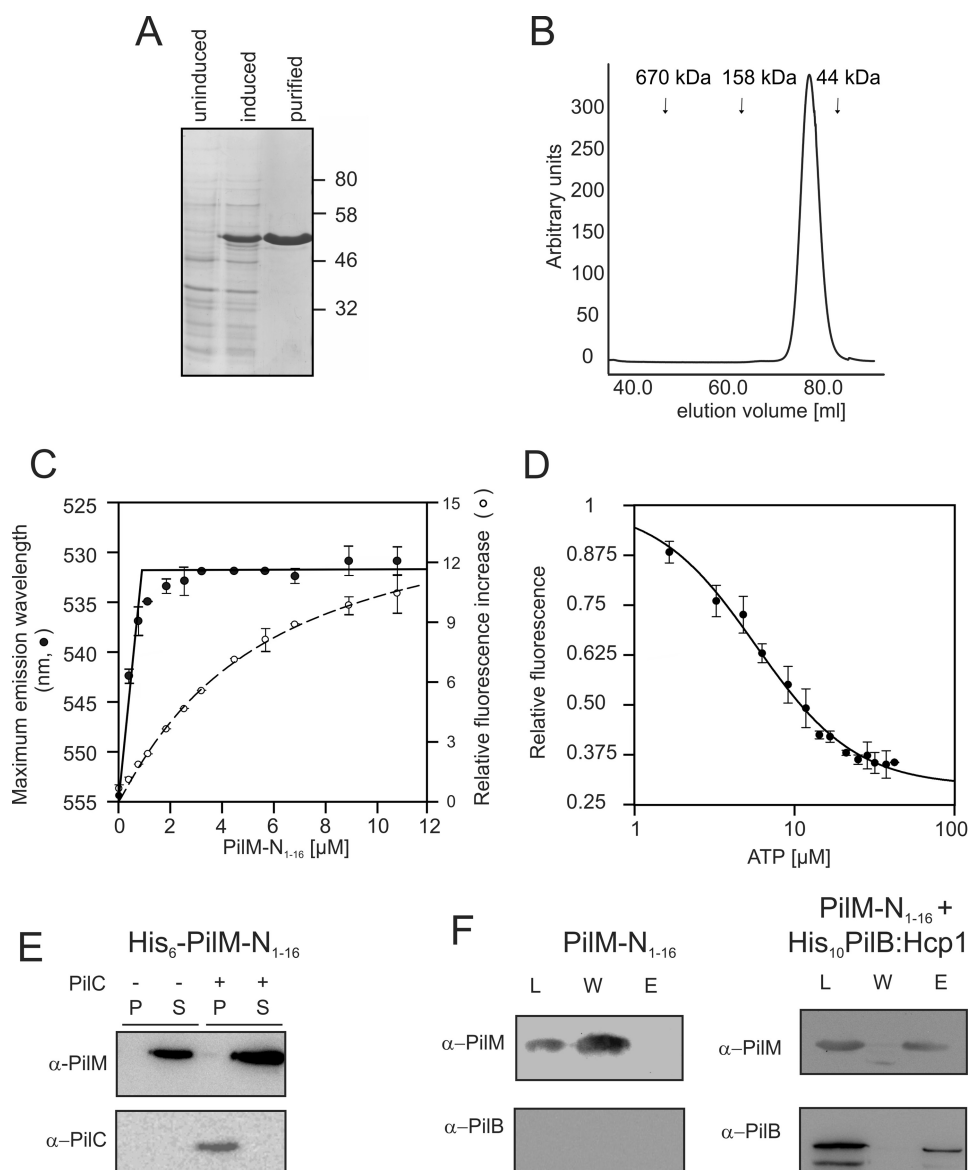 A
uninduced
induced
purified
80
58
46
32
B
670 kDa
158 kDa
44 kDa
Arbitrary units
300
250
200
150
100
50
0
40.0
60.0
80.0
elution volume [ml]
C
Maximum emission wavelength
(nm, ●)
525
530
535
540
545
550
555
0
2
4
6
8
10
12
PilM-N1-16 [µM]
15
12
9
6
3
0
Relative fluorescence increase (○)
D
Relative fluorescence
1
0.875
0.75
0.625
0.50
0.375
0.25
1
10
100
ATP [µM]
E
His6-PilM-N1-16
PilC - - + +
P S P S
α-PilM
α–PilC
F
PilM-N1-16
L W E
α–PilM
α–PilB
PilM-N1-16 +
His10PilB:Hcp1
L W E
α–PilM
α–PilB